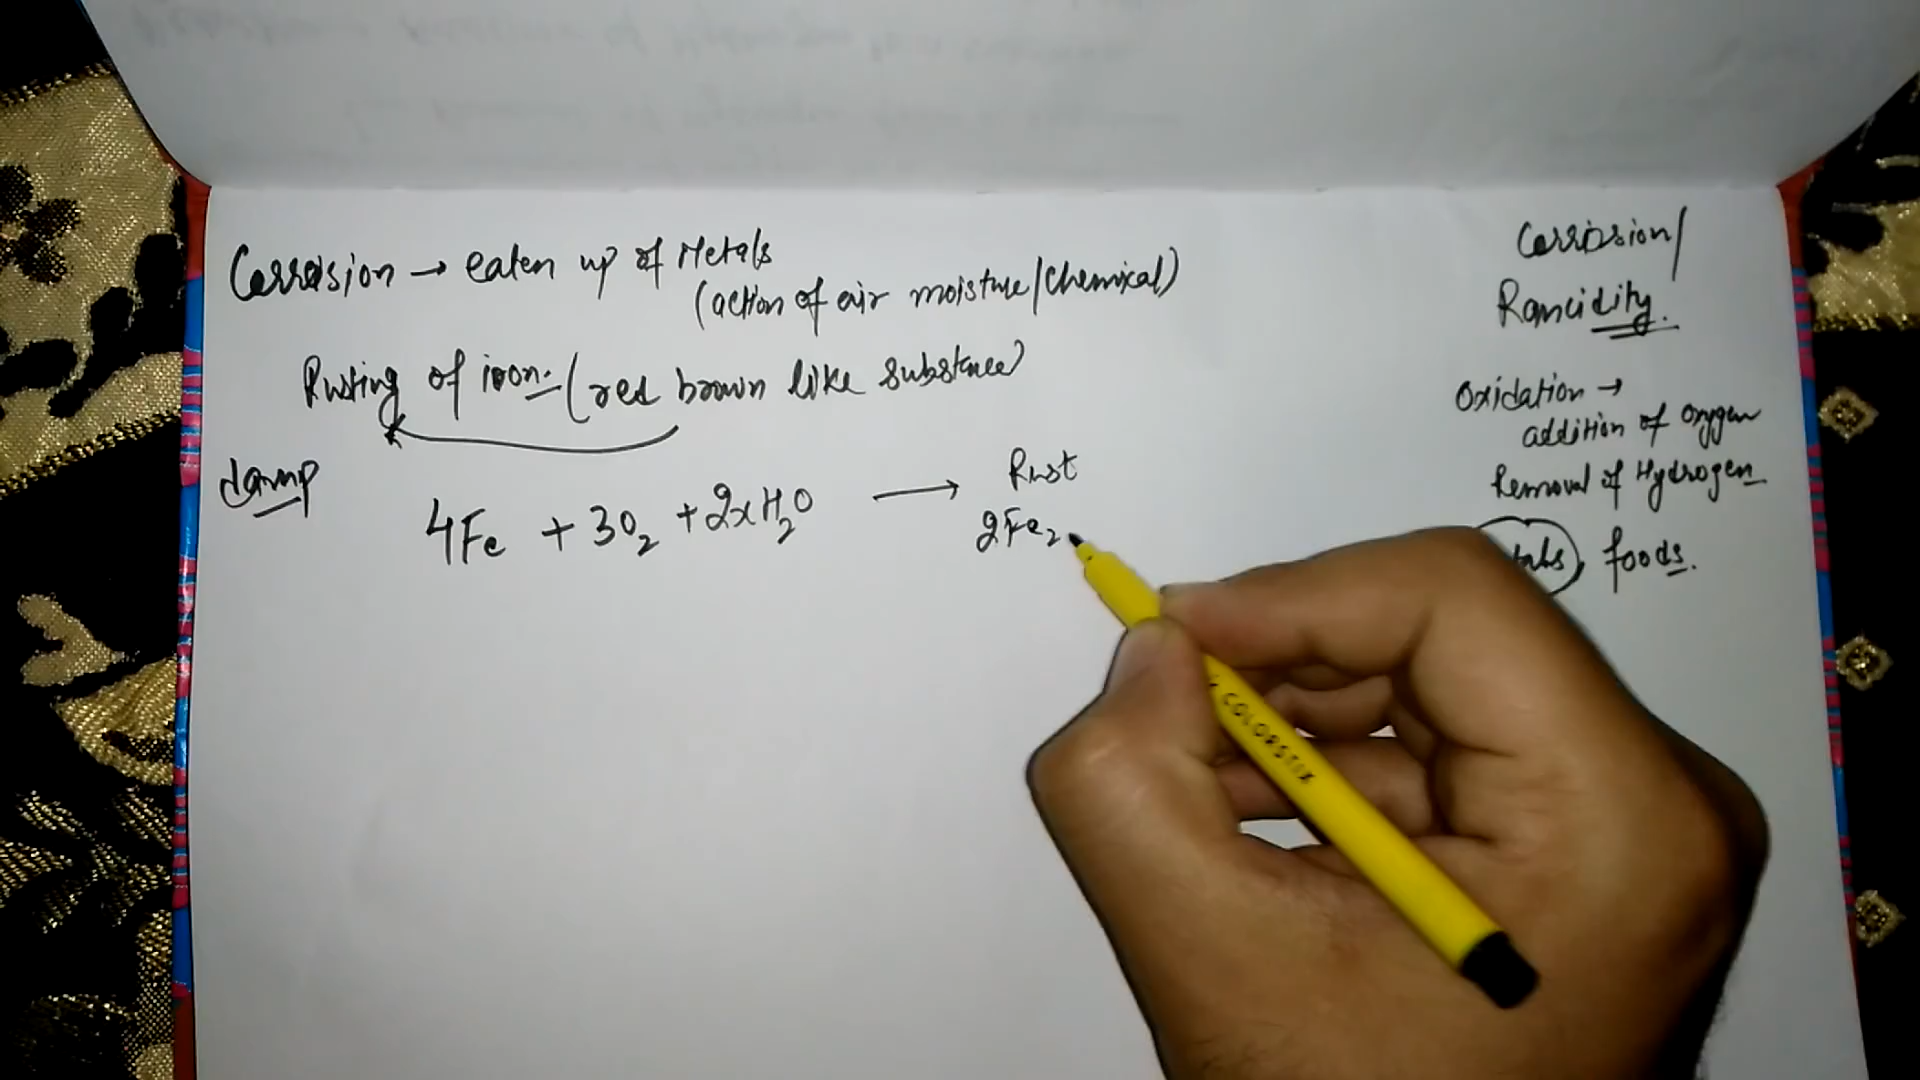 Corrosion → eaten up of Metals
(action of air moisture/chemical)
Rusting of iron. (red brown like substance)
damp
4Fe + 3O₂ + 2xH₂O → 2Fe₂
Rust
Corrosion/
Rancidity.
Oxidation →
addition of oxygen
Removal of Hydrogen
foods.
COLORSTIX